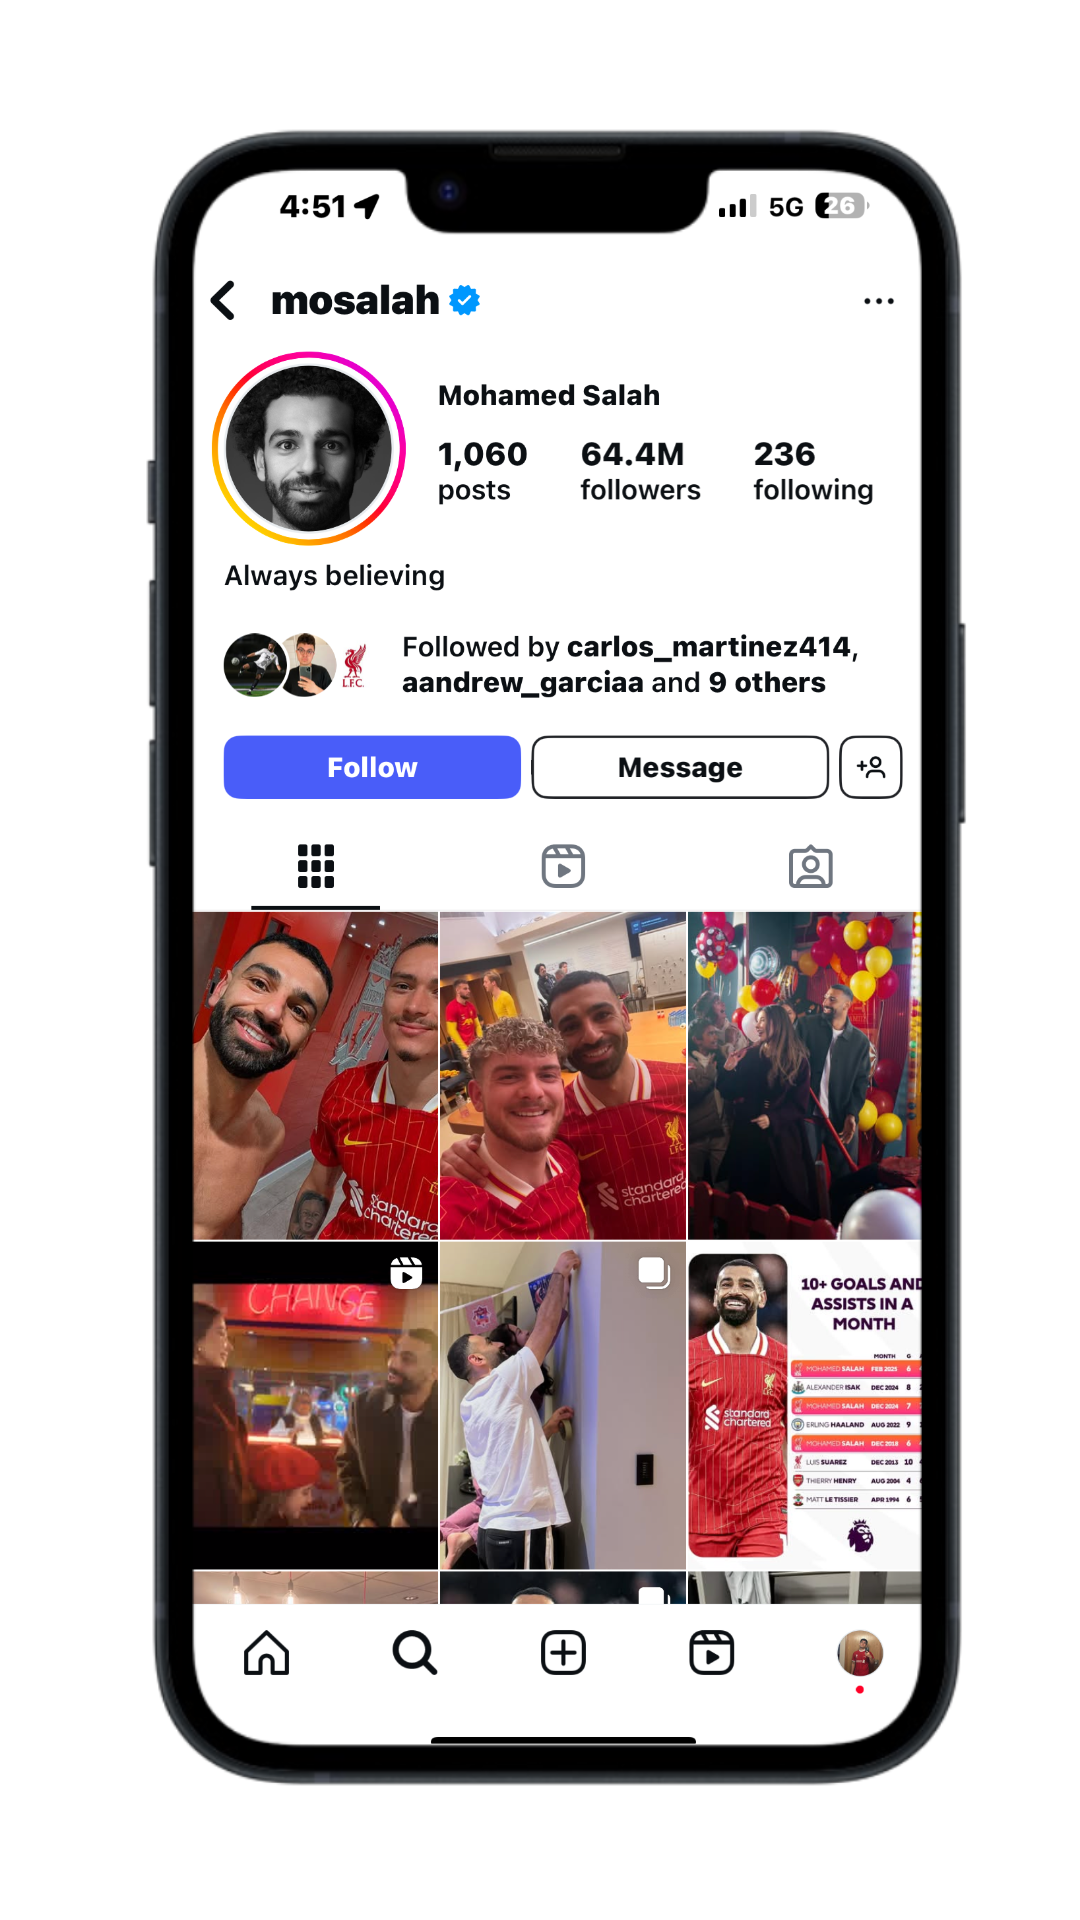 4:51
5G
26
mosalah
Mohamed Salah
1,060
64.4M
236
posts
followers
following
Always believing
L.F.C.
Followed by carlos_martinez414,
aandrew_garciaa and 9 others
Follow
Message
standard
chartered
L.F.C.
standard
chartered
CHANGE
10+ GOALS AND
ASSISTS IN A
MONTH
MONTH G
MOHAMED SALAH FEB 2025 6
ALEXANDER ISAK DEC 2024 8
MOHAMED SALAH DEC 2024 7
ERLING HAALAND AUG 2022 9
MOHAMED SALAH DEC 2018 6
LUIS SUAREZ DEC 2013 10
THIERRY HENRY AUG 2004 4
MATT LE TISSIER APR 1994 6
standard
chartered